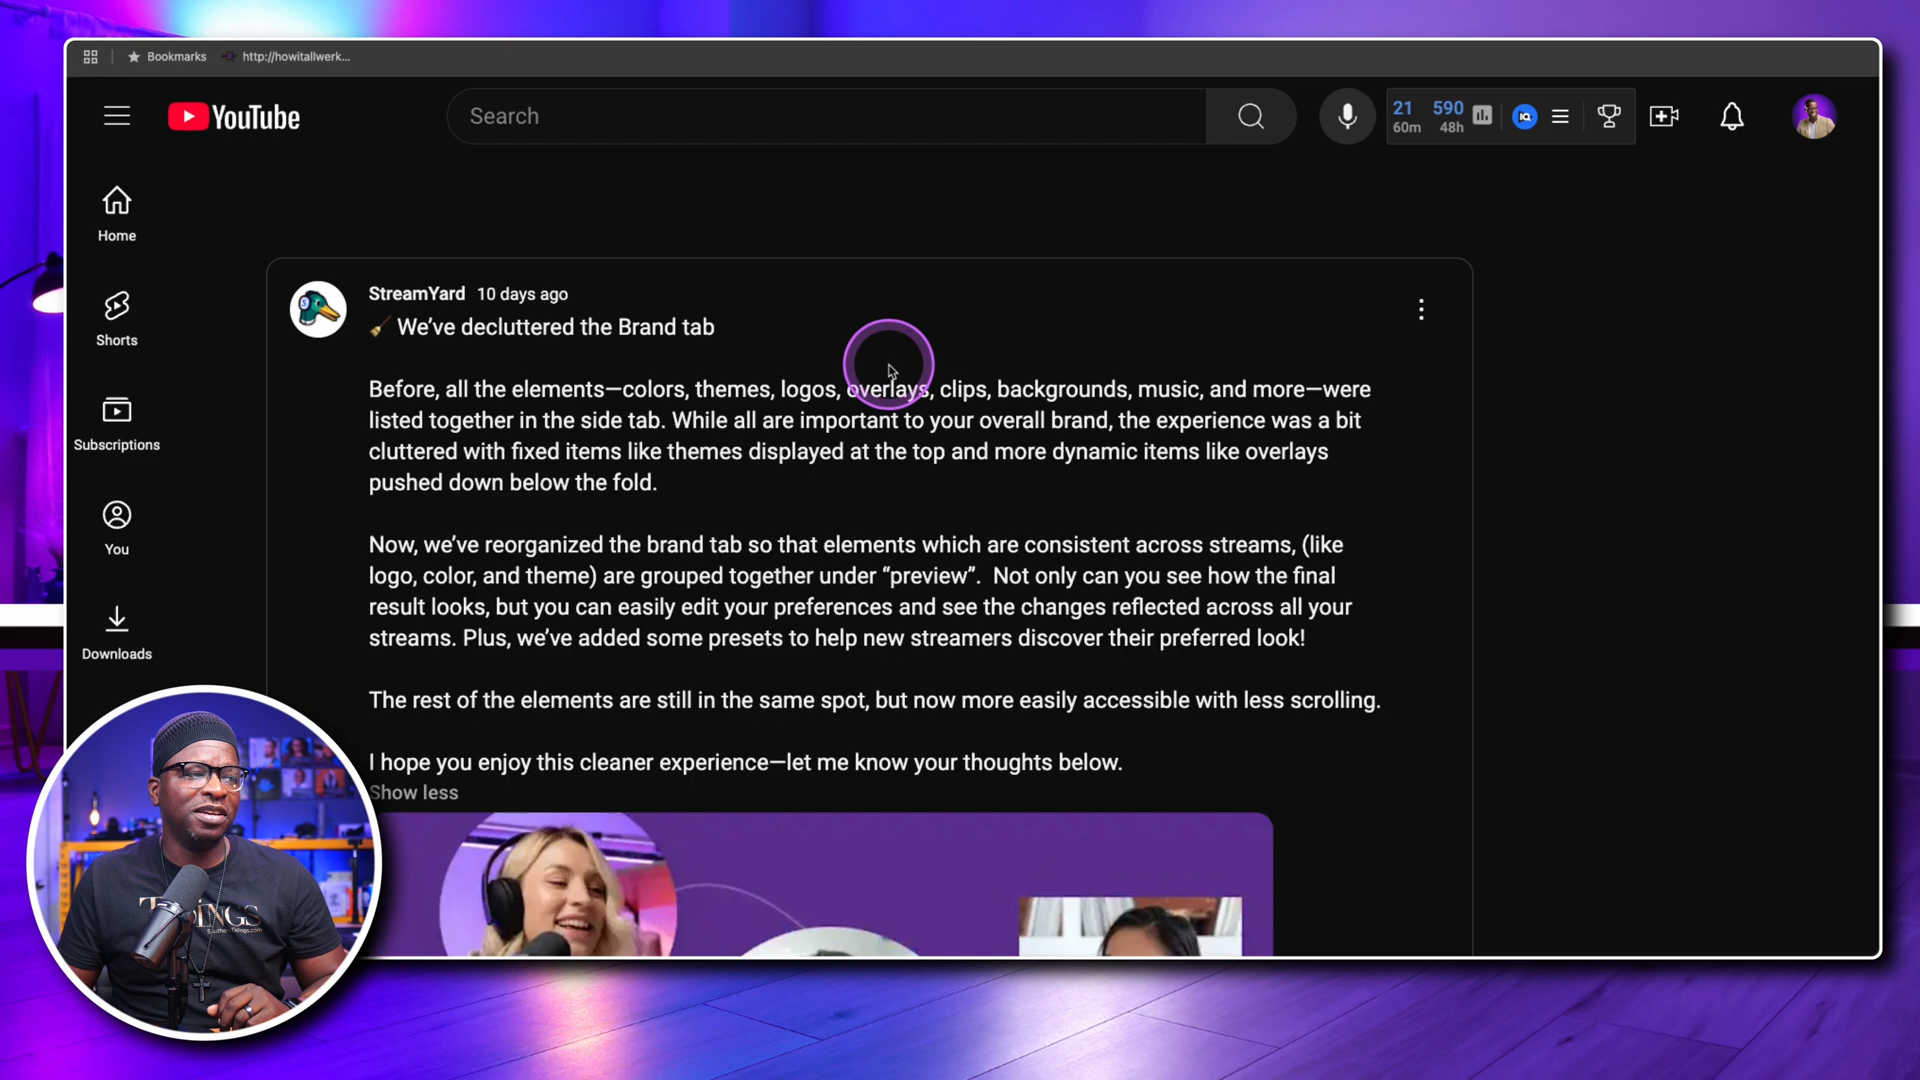 Bookmarks http://howitallwerk...
YouTube
Search
21 590
60m 48h
IQ
Home
Shorts
Subscriptions
You
Downloads
StreamYard 10 days ago
🧹 We've decluttered the Brand tab
Before, all the elements—colors, themes, logos, overlays, clips, backgrounds, music, and more—were
listed together in the side tab. While all are important to your overall brand, the experience was a bit
cluttered with fixed items like themes displayed at the top and more dynamic items like overlays
pushed down below the fold.
Now, we've reorganized the brand tab so that elements which are consistent across streams, (like
logo, color, and theme) are grouped together under “preview”.  Not only can you see how the final
result looks, but you can easily edit your preferences and see the changes reflected across all your
streams. Plus, we've added some presets to help new streamers discover their preferred look!
The rest of the elements are still in the same spot, but now more easily accessible with less scrolling.
I hope you enjoy this cleaner experience—let me know your thoughts below.
Show less
SouthernTidings.com